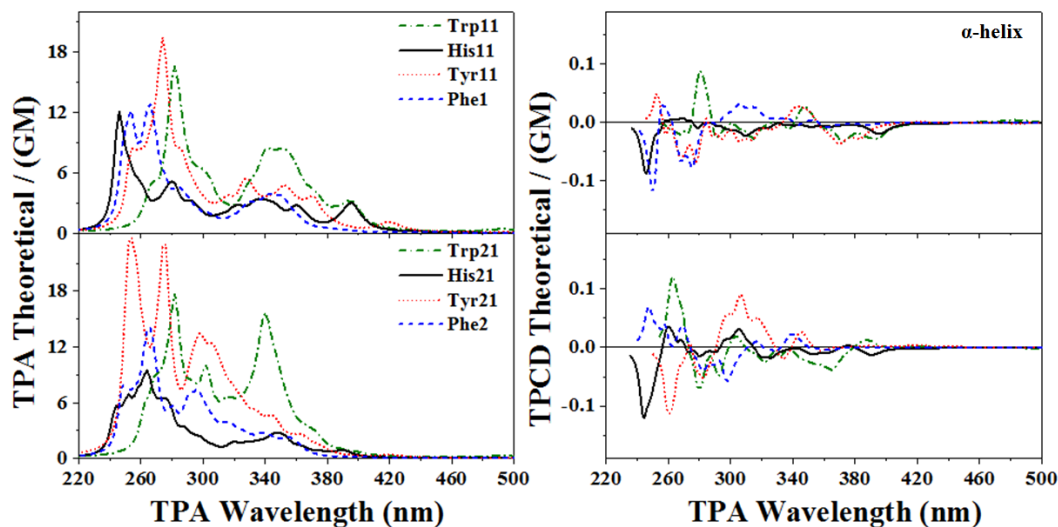 TPA Theoretical / (GM)
18
12
6
0
Trp11
His11
Tyr11
Phe1
18
12
6
0
Trp21
His21
Tyr21
Phe2
220 260 300 340 380 420 460 500
TPA Wavelength (nm)
TPCD Theoretical / (GM)
α-helix
0.1
0.0
-0.1
0.1
0.0
-0.1
220 260 300 340 380 420 460 500
TPA Wavelength (nm)